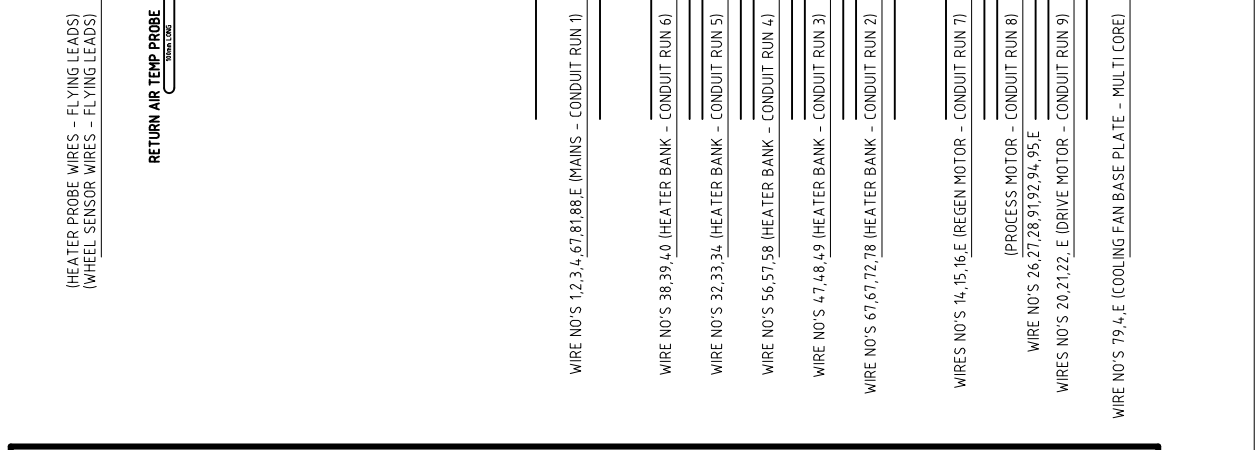 (HEATER PROBE WIRES - FLYING LEADS)
(WHEEL SENSOR WIRES - FLYING LEADS)
RETURN AIR TEMP PROBE
100mm LONG
WIRE NO'S 1,2,3,4,67,81,88,E (MAINS - CONDUIT RUN 1)
WIRE NO'S 38,39,40 (HEATER BANK - CONDUIT RUN 6)
WIRE NO'S 32,33,34 (HEATER BANK - CONDUIT RUN 5)
WIRE NO'S 56,57,58 (HEATER BANK - CONDUIT RUN 4)
WIRE NO'S 47,48,49 (HEATER BANK - CONDUIT RUN 3)
WIRE NO'S 67,67,72,78 (HEATER BANK - CONDUIT RUN 2)
WIRES NO'S 14,15,16,E (REGEN MOTOR - CONDUIT RUN 7)
(PROCESS MOTOR - CONDUIT RUN 8)
WIRE NO'S 26,27,28,91,92,94,95,E
WIRES NO'S 20,21,22, E (DRIVE MOTOR - CONDUIT RUN 9)
WIRE NO'S 79,4,E (COOLING FAN BASE PLATE - MULTI CORE)